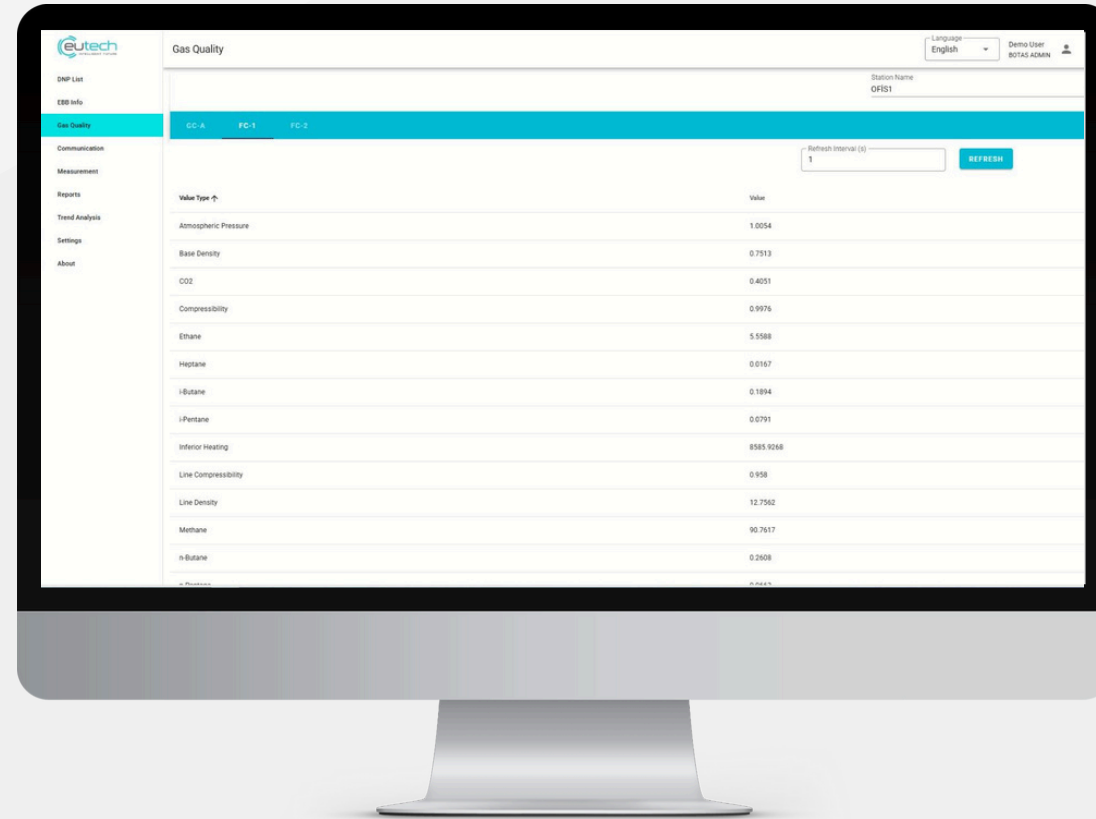 eutech
Gas Quality
Language
English
Demo User
BOTAS ADMIN
DNP List
EBB Info
Gas Quality
Communication
Measurement
Reports
Trend Analysis
Settings
About
Station Name
OFİS1
GC-A FC-1 FC-2
Refresh Interval (s)
1
REFRESH
Value Type Value
Atmospheric Pressure 1.0054
Base Density 0.7513
CO2 0.4051
Compressibility 0.9976
Ethane 5.5588
Heptane 0.0167
i-Butane 0.1894
i-Pentane 0.0791
Inferior Heating 8585.9268
Line Compressibility 0.958
Line Density 12.7562
Methane 90.7617
n-Butane 0.2608